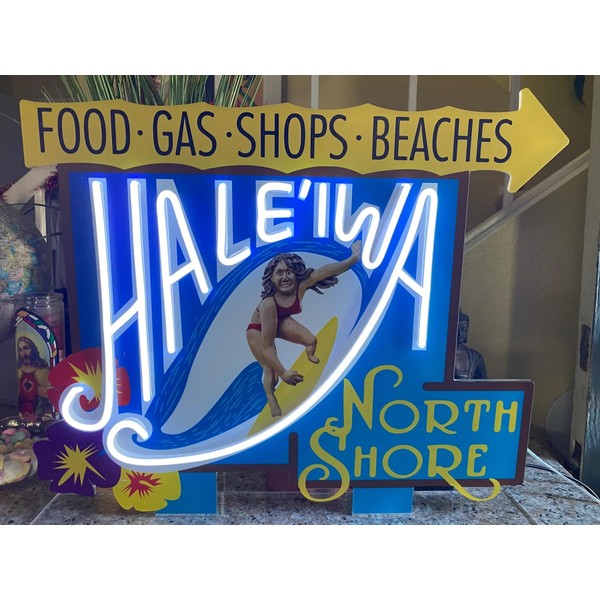 FOOD · GAS · SHOPS · BEACHES
HALE'IWA
NORTH
SHORE